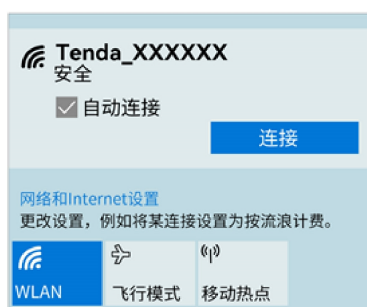 Tenda_XXXXXX
安全
自动连接
连接
网络和Internet设置
更改设置，例如将某连接设置为按流浪计费。
WLAN 飞行模式 移动热点